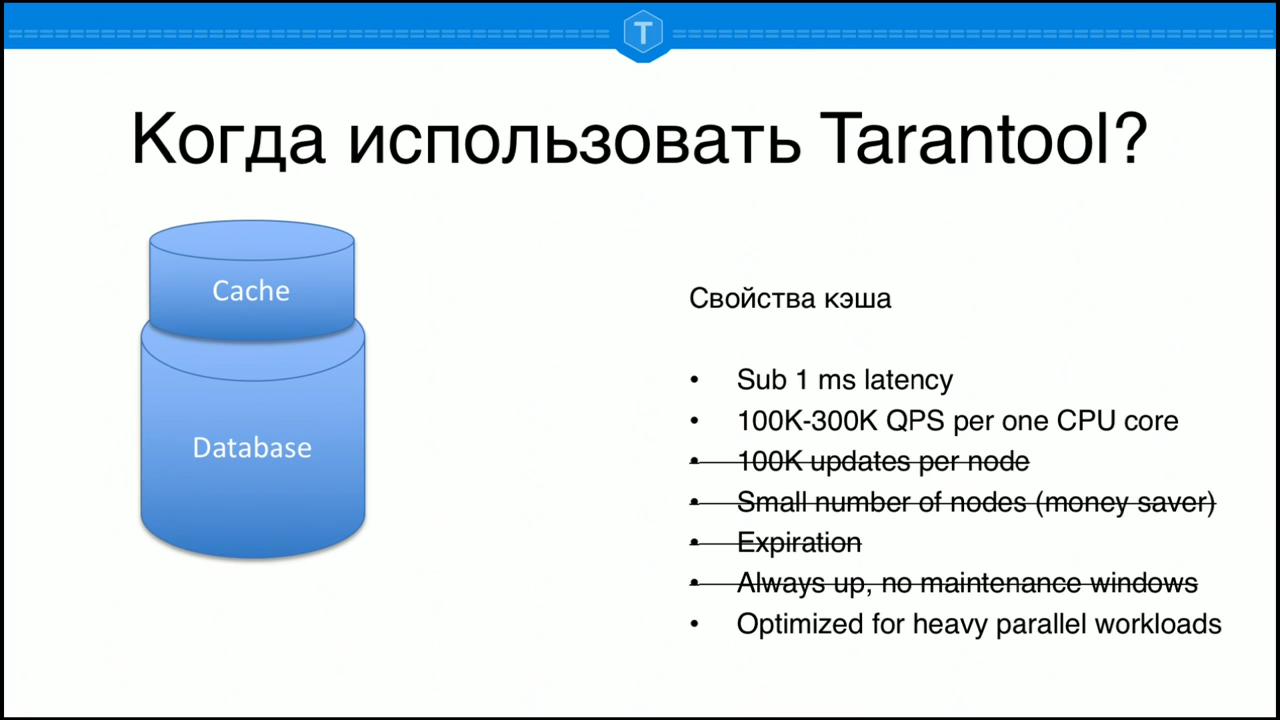 T
Когда использовать Tarantool?
Cache
Database
Свойства кэша
• Sub 1 ms latency
• 100K-300K QPS per one CPU core
• 100K updates per node
• Small number of nodes (money saver)
• Expiration
• Always up, no maintenance windows
• Optimized for heavy parallel workloads